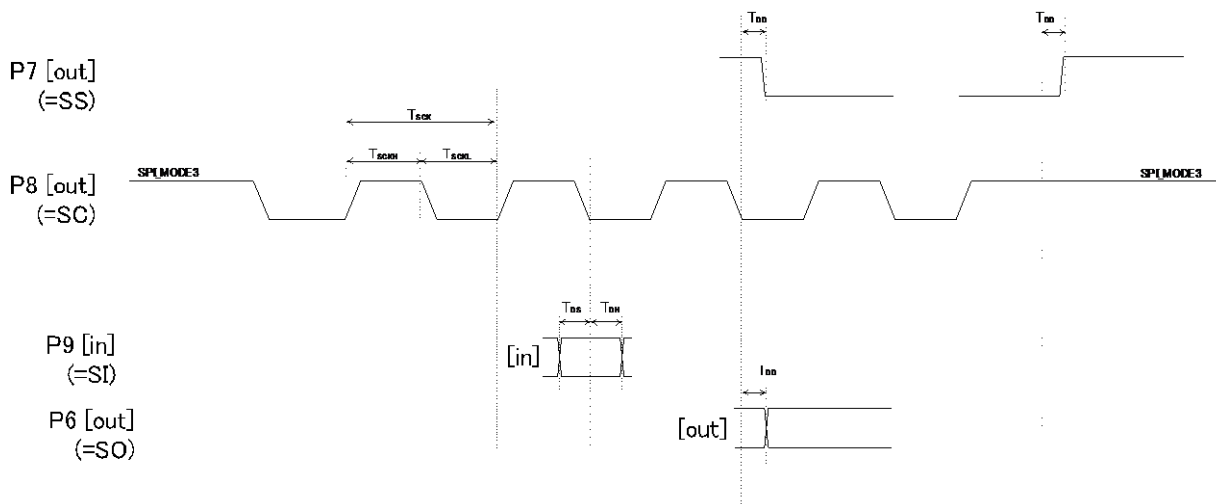 TDD
TDD
P7 [out]
(=SS)
TSCK
TSCKH
TSCKL
SPI_MODE3
P8 [out]
(=SC)
SPI_MODE3
TDS
TDH
P9 [in]
(=SI)
[in]
TDD
P6 [out]
(=SO)
[out]